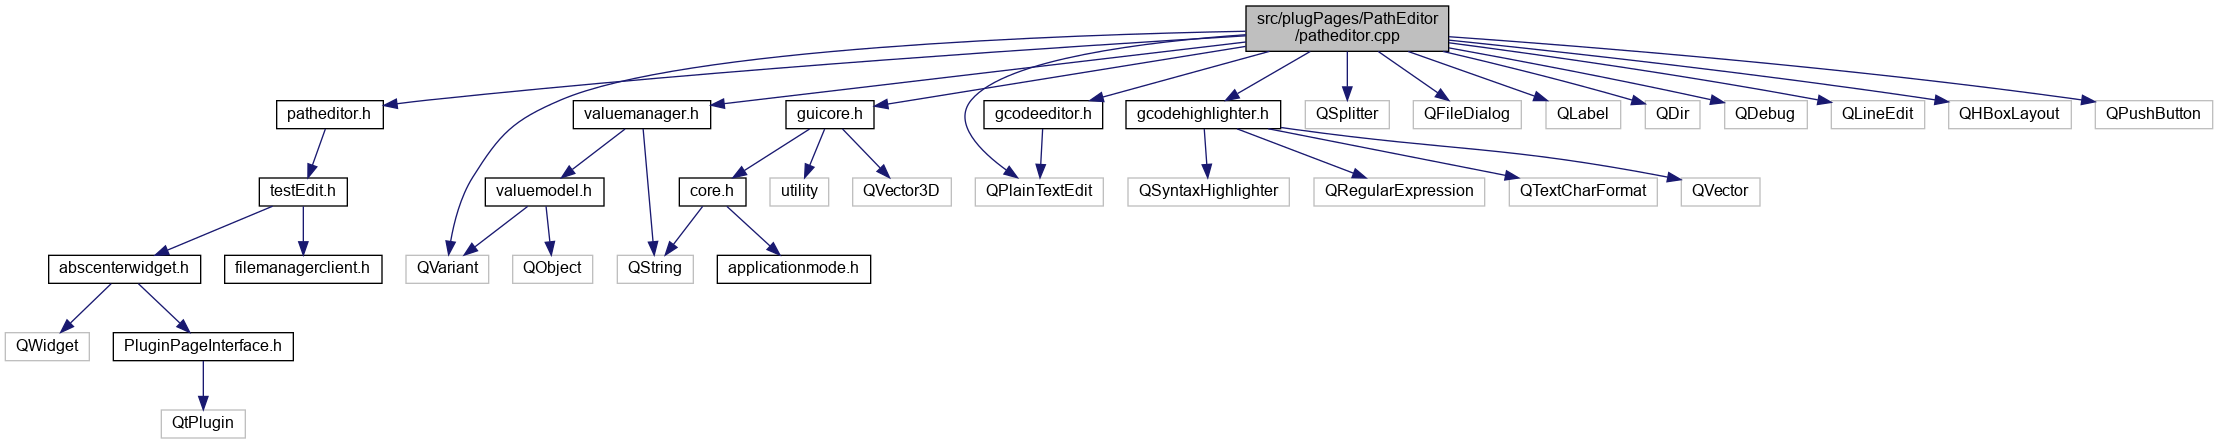 src/plugPages/PathEditor
/patheditor.cpp
patheditor.h
valuemanager.h
guicore.h
gcodeeditor.h
gcodehighlighter.h
QSplitter
QFileDialog
QLabel
QDir
QDebug
QLineEdit
QHBoxLayout
QPushButton
testEdit.h
valuemodel.h
core.h
utility
QVector3D
QPlainTextEdit
QSyntaxHighlighter
QRegularExpression
QTextCharFormat
QVector
abscenterwidget.h
filemanagerclient.h
QVariant
QObject
QString
applicationmode.h
QWidget
PluginPageInterface.h
QtPlugin